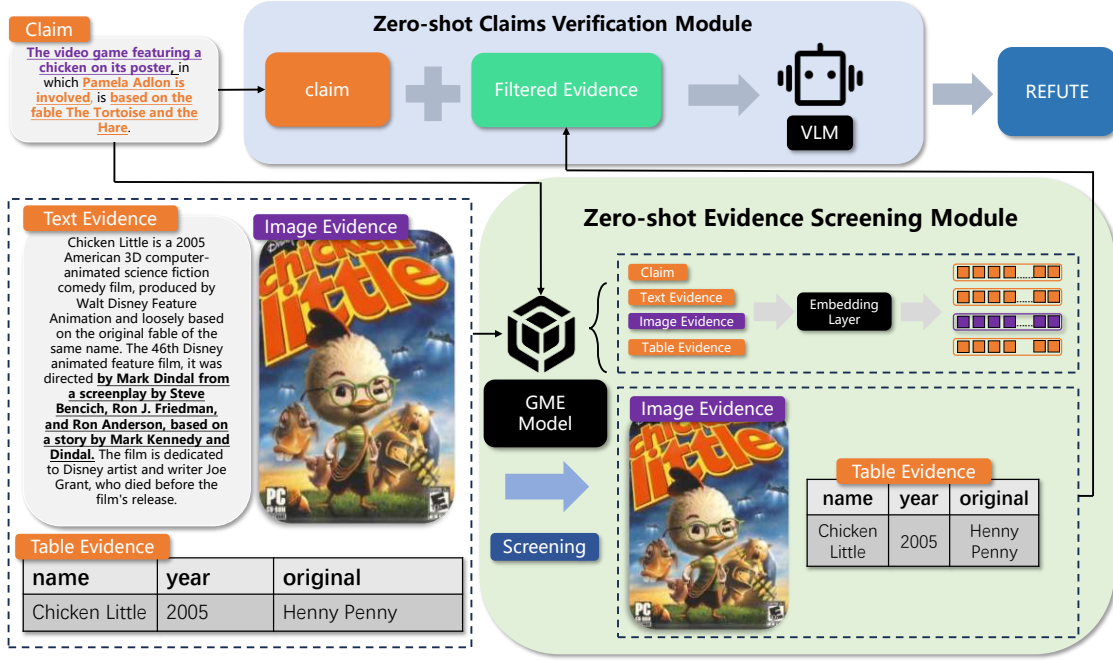 Zero-shot Claims Verification Module
Claim
The video game featuring a
chicken on its poster, in
which Pamela Adlon is
involved, is based on the
fable The Tortoise and the
Hare.
claim
Filtered Evidence
VLM
REFUTE
Text Evidence
Chicken Little is a 2005
American 3D computer-
animated science fiction
comedy film, produced by
Walt Disney Feature
Animation and loosely based
on the original fable of the
same name. The 46th Disney
animated feature film, it was
directed by Mark Dindal from
a screenplay by Steve
Bencich, Ron J. Friedman,
and Ron Anderson, based on
a story by Mark Kennedy and
Dindal. The film is dedicated
to Disney artist and writer Joe
Grant, who died before the
film's release.
Image Evidence
chicken
little
PC
CD-ROM
E
Table Evidence
name year original
Chicken Little 2005 Henny Penny
Zero-shot Evidence Screening Module
GME
Model
Screening
Claim
Text Evidence
Image Evidence
Table Evidence
Embedding
Layer
Image Evidence
chicken
little
PC
CD-ROM
E
Table Evidence
name year original
Chicken
Little
2005
Henny
Penny